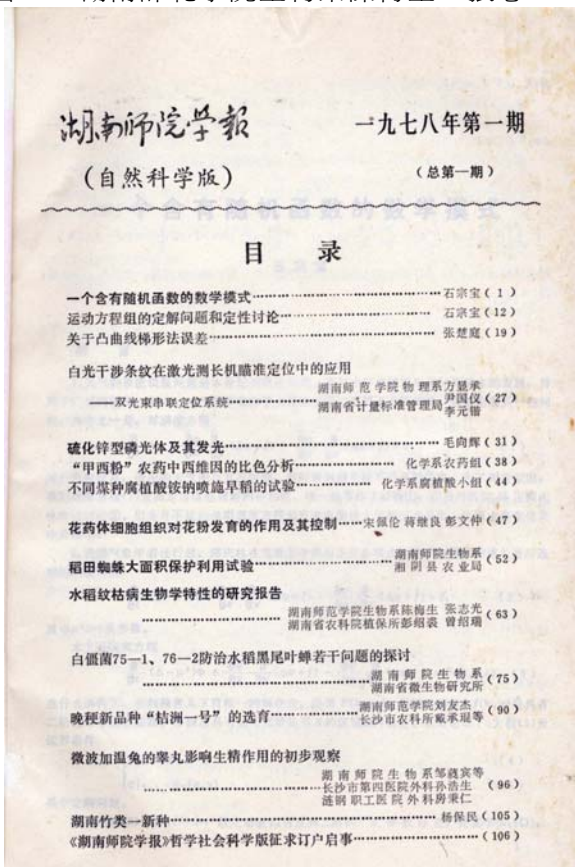 湖南师院学报
一九七八年第一期
(自然科学版)
(总第一期)
目 录
一个含有随机函数的数学模式……石宗宝(1)
运动方程组的定解问题和定性讨论……石宗宝(12)
关于凸曲线梯形法误差……张楚庭(19)
白光干涉条纹在激光测长机瞄准定位中的应用
——双光束串联定位系统……湖南师范学院物理系方显承 湖南省计量标准管理局尹国仪 李元锴(27)
硫化锌型磷光体及其发光……毛向辉(31)
“甲西粉”农药中西维因的比色分析……化学系农药组(38)
不同煤种腐植酸铵钠喷施早稻的试验……化学系腐植酸小组(44)
花药体细胞组织对花粉发育的作用及其控制……宋佩伦 蒋继良 彭文仲(47)
稻田蜘蛛大面积保护利用试验……湖南师院生物系 湘阴县农业局(52)
水稻纹枯病生物学特性的研究报告
……湖南师范学院生物系陈梅生 张志光
湖南省农科院植保所彭绍裘 曾绍瑞(63)
白僵菌75—1、76—2防治水稻黑尾叶蝉若干问题的探讨
……湖南师院生物系
湖南省微生物研究所(75)
晚粳新品种“桔洲一号”的选育……湖南师范学院刘友杰 长沙市农科所戴承琨等(90)
微波加温兔的睾丸影响生精作用的初步观察
湖南师院生物系邹蕤宾等
……长沙市第四医院外科孙浩生(96)
涟钢职工医院外科房秉仁
湖南竹类一新种……杨保民(105)
《湖南师院学报》哲学社会科学版征求订户启事……(106)